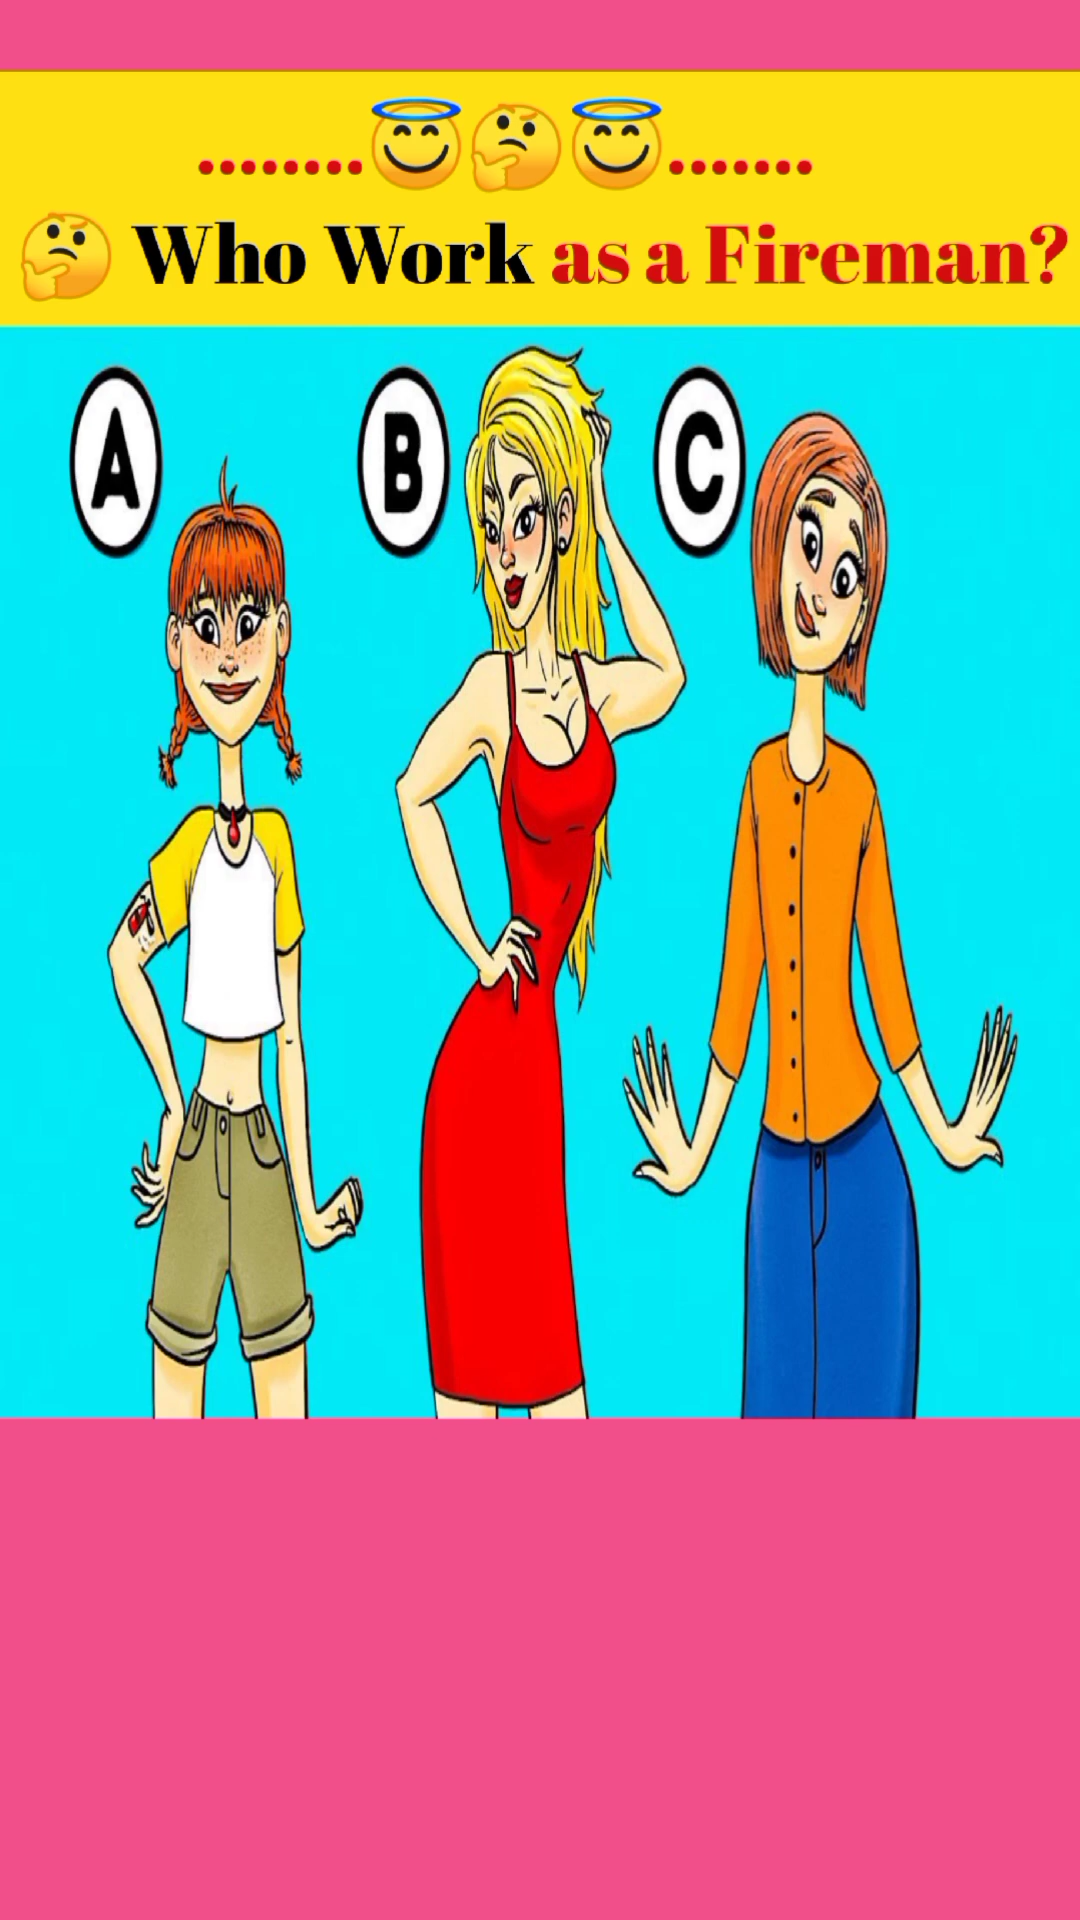 ........😇🤔😇.......
🤔 Who Work as a Fireman?
A B C